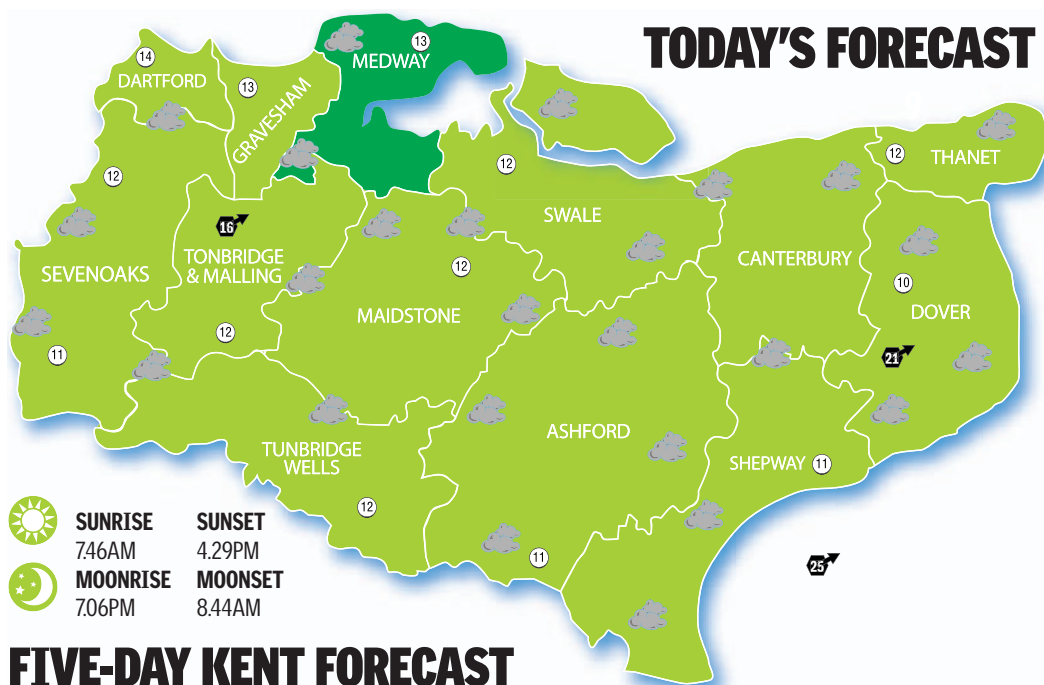 TODAY'S FORECAST
14
DARTFORD
13
GRAVESHAM
13
MEDWAY
12
SWALE
12
THANET
12
SEVENOAKS
11
16
TONBRIDGE
& MALLING
12
12
MAIDSTONE
CANTERBURY
10
DOVER
21
ASHFORD
11
TUNBRIDGE
WELLS
12
SHEPWAY 11
25
SUNRISE SUNSET
7.46AM 4.29PM
MOONRISE MOONSET
7.06PM 8.44AM
FIVE-DAY KENT FORECAST